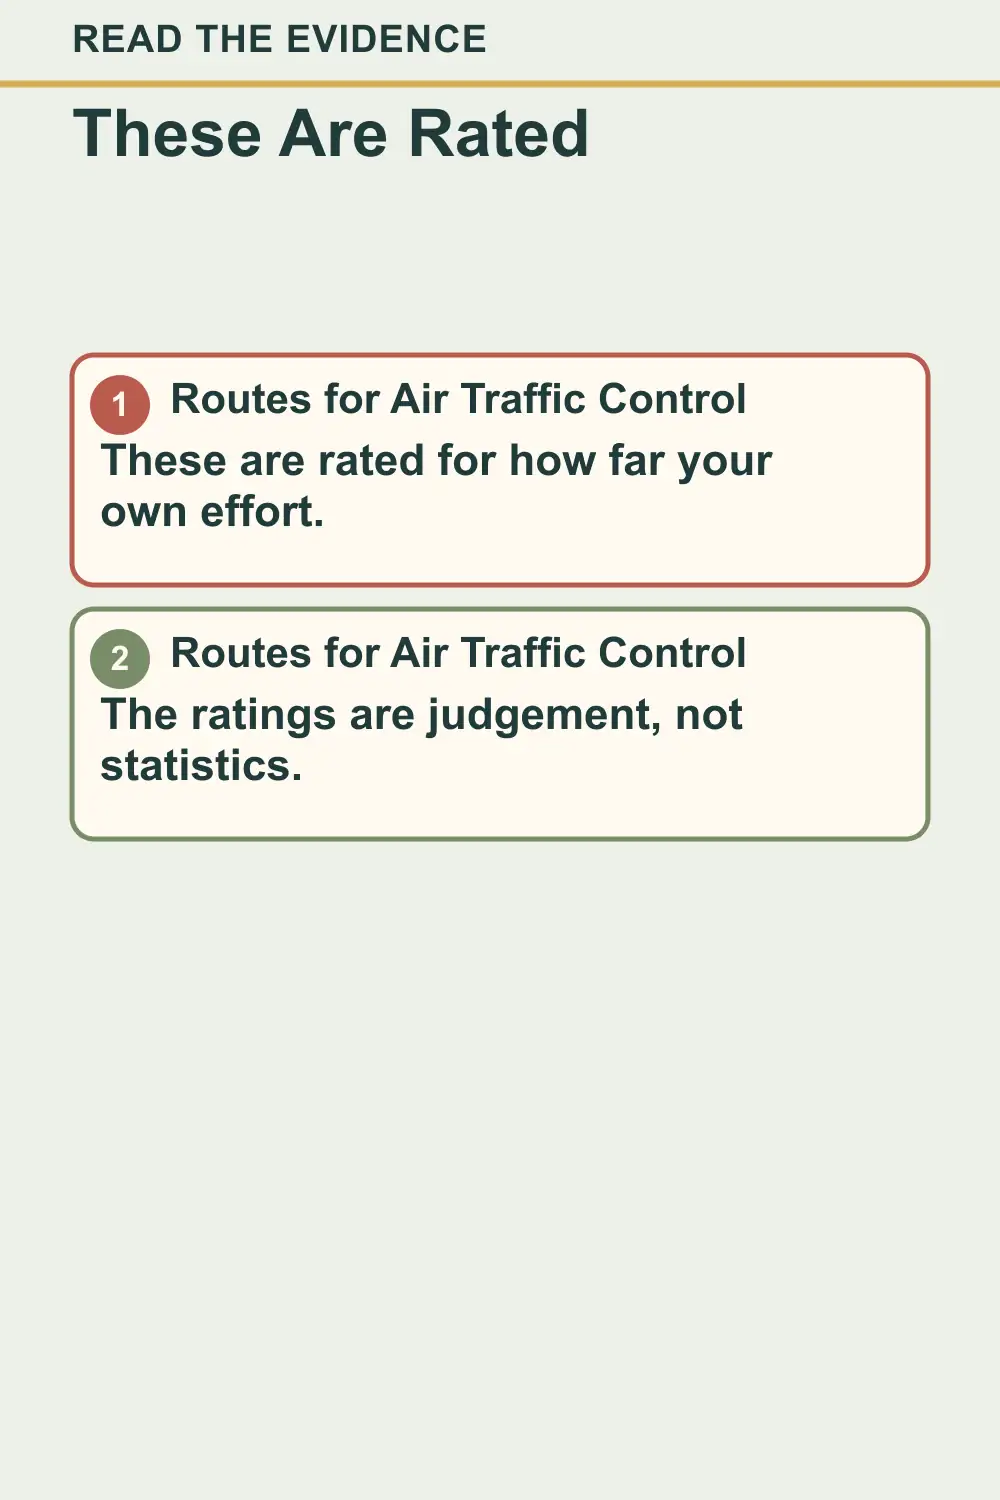 READ THE EVIDENCE
These Are Rated
1 Routes for Air Traffic Control
These are rated for how far your
own effort.
2 Routes for Air Traffic Control
The ratings are judgement, not
statistics.